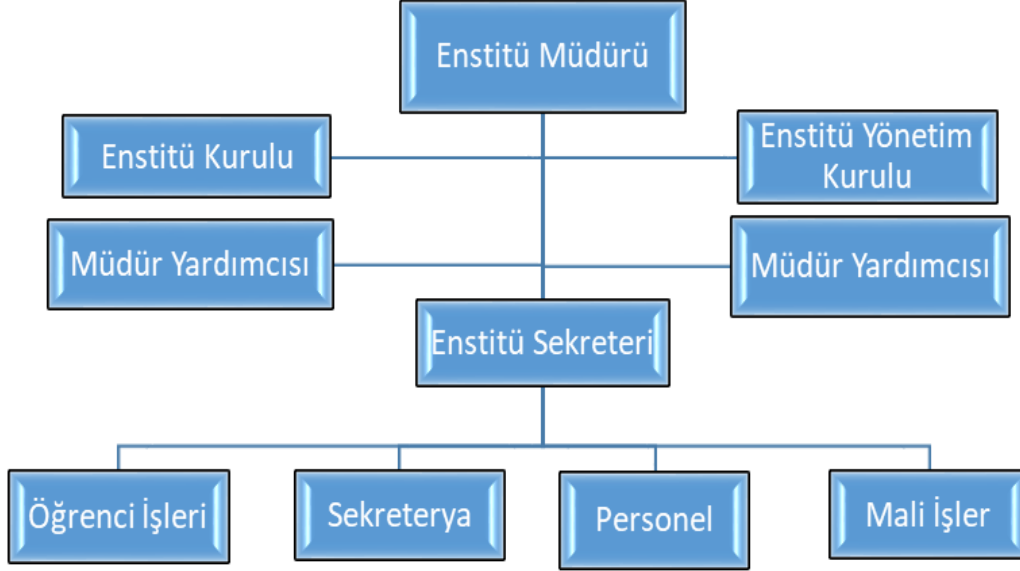 Enstitü Müdürü
Enstitü Kurulu
Enstitü Yönetim
Kurulu
Müdür Yardımcısı
Müdür Yardımcısı
Enstitü Sekreteri
Öğrenci İşleri
Sekreterya
Personel
Mali İşler